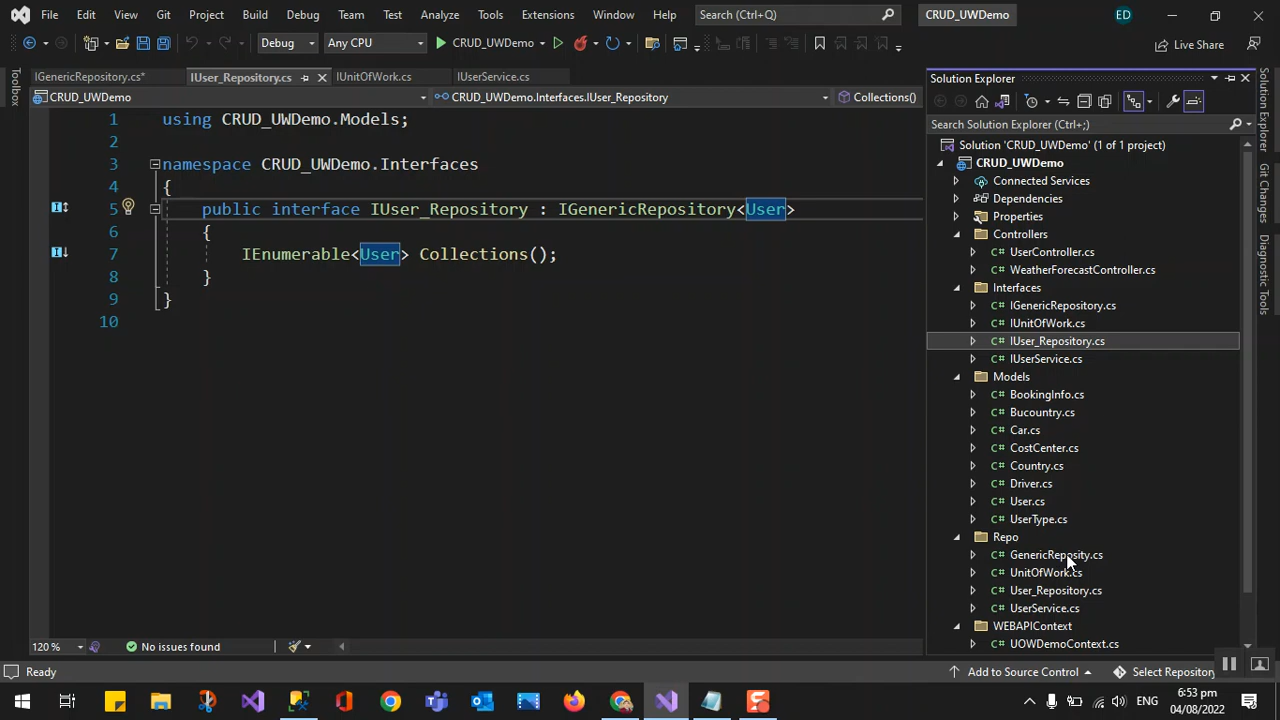 File Edit View Git Project Build Debug Team Test Analyze Tools Extensions Window Help Search (Ctrl+Q) CRUD_UWDemo ED
Debug Any CPU CRUD_UWDemo Live Share
IGenericRepository.cs* IUser_Repository.cs IUnitOfWork.cs IUserService.cs
CRUD_UWDemo CRUD_UWDemo.Interfaces.IUser_Repository Collections()
Toolbox
1 using CRUD_UWDemo.Models;
2
3 namespace CRUD_UWDemo.Interfaces
4 {
5 public interface IUser_Repository : IGenericRepository<User>
6 {
7 IEnumerable<User> Collections();
8 }
9 }
10
120 % No issues found
Solution Explorer
Search Solution Explorer (Ctrl+;)
Solution 'CRUD_UWDemo' (1 of 1 project)
CRUD_UWDemo
Connected Services
Dependencies
Properties
Controllers
C# UserController.cs
C# WeatherForecastController.cs
Interfaces
C# IGenericRepository.cs
C# IUnitOfWork.cs
C# IUser_Repository.cs
C# IUserService.cs
Models
C# BookingInfo.cs
C# Bucountry.cs
C# Car.cs
C# CostCenter.cs
C# Country.cs
C# Driver.cs
C# User.cs
C# UserType.cs
Repo
C# GenericReposity.cs
C# UnitOfWork.cs
C# User_Repository.cs
C# UserService.cs
WEBAPIContext
C# UOWDemoContext.cs
Solution Explorer
Git Changes
Diagnostic Tools
Ready Add to Source Control Select Repository
ENG 6:53 pm
04/08/2022